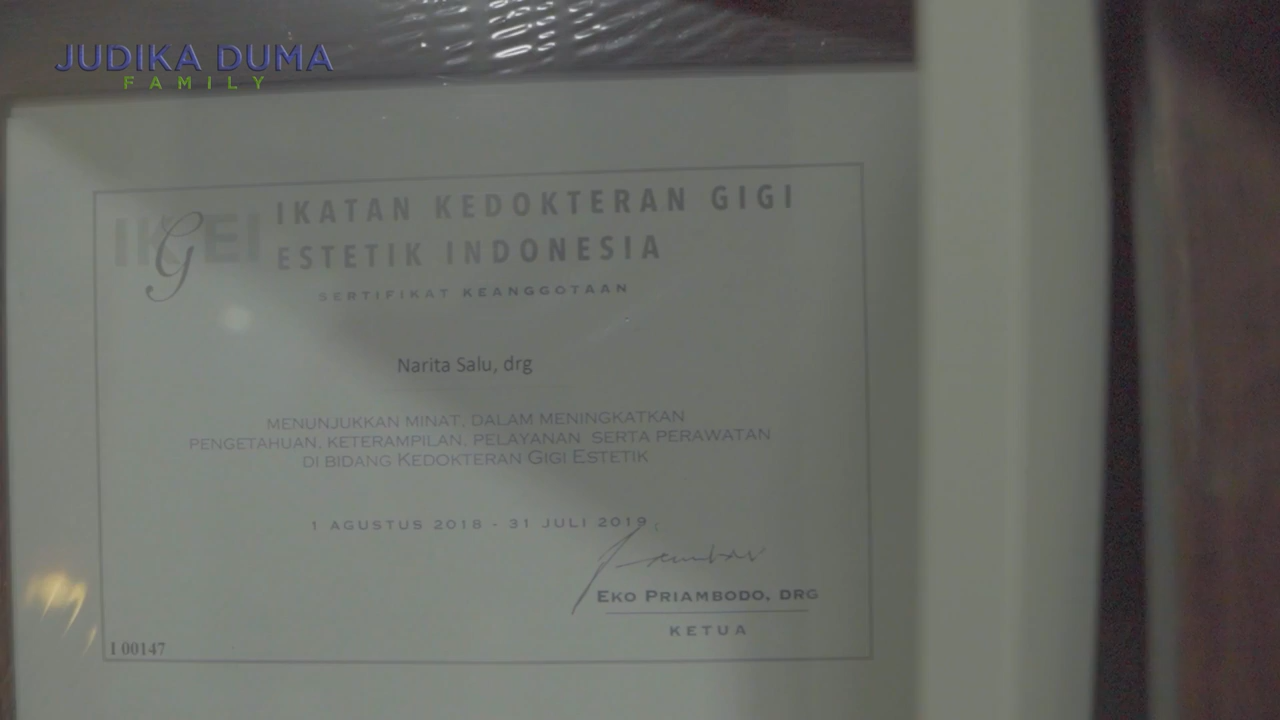 JUDIKA DUMA
FAMILY
IKGEI
IKATAN KEDOKTERAN GIGI
ESTETIK INDONESIA
SERTIFIKAT KEANGGOTAAN
Narita Salu, drg
MENUNJUKKAN MINAT, DALAM MENINGKATKAN
PENGETAHUAN, KETERAMPILAN, PELAYANAN SERTA PERAWATAN
DI BIDANG KEDOKTERAN GIGI ESTETIK
1 AGUSTUS 2018 - 31 JULI 2019
EKO PRIAMBODO, DRG
KETUA
I 00147